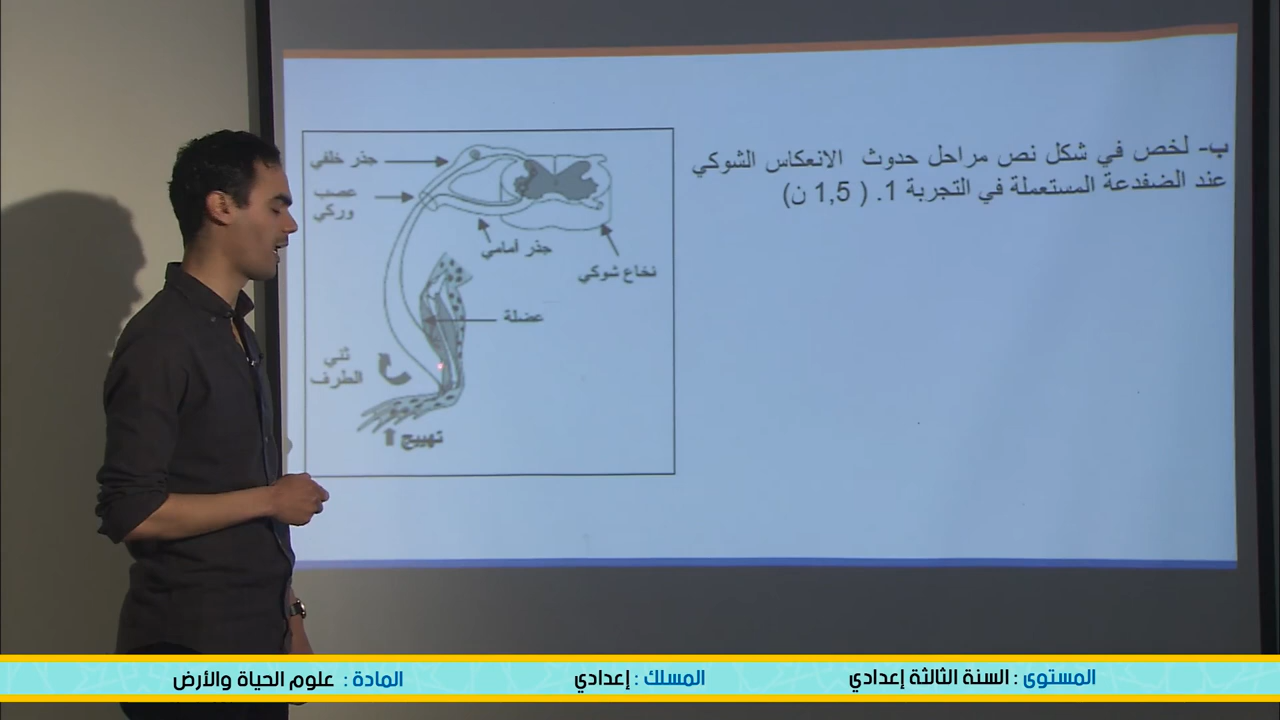 ب- لخص في شكل نص مراحل حدوث الانعكاس الشوكي
عند الضفدعة المستعملة في التجربة 1. ( 1,5 ن)
جذر خلفي
عصب
وركي
جذر أمامي
نخاع شوكي
عضلة
ثني
الطرف
تهييج
المستوى : السنة الثالثة إعدادي
المسلك : إعدادي
المادة : علوم الحياة والأرض